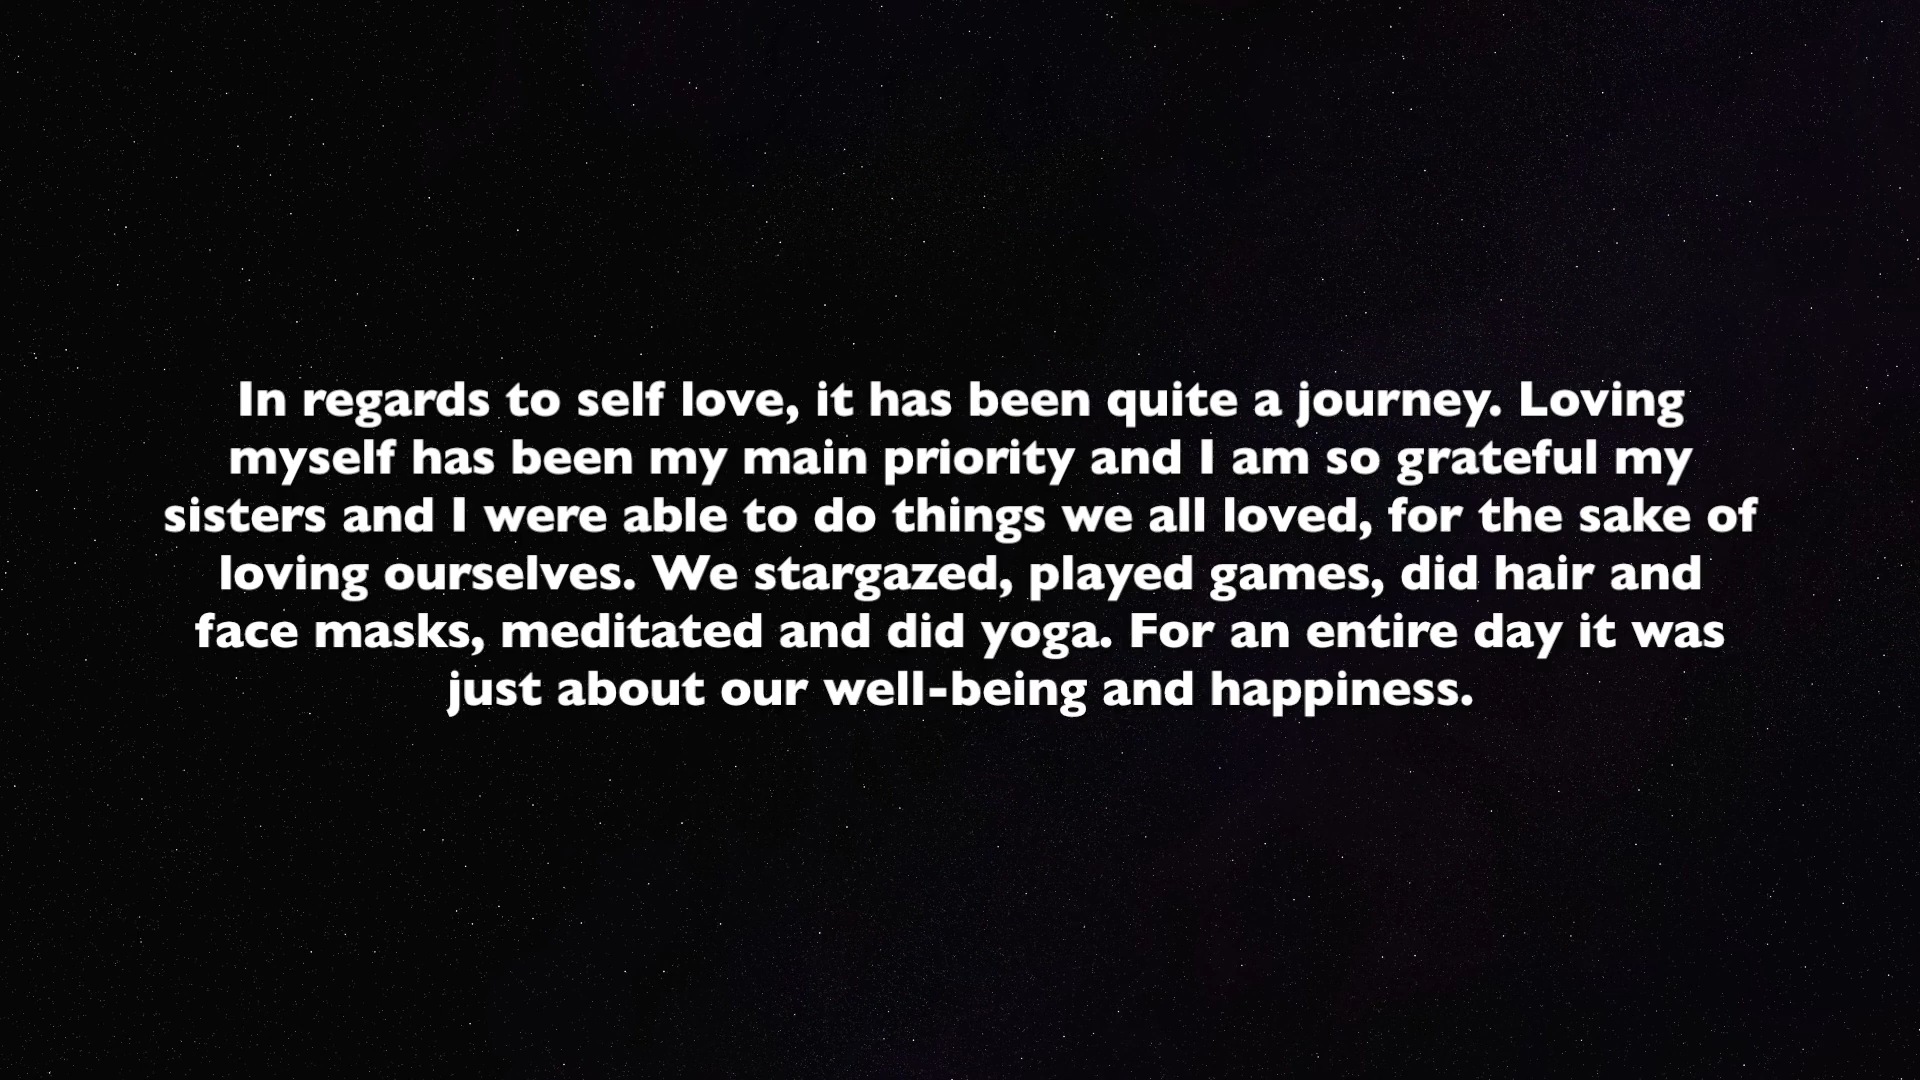 In regards to self love, it has been quite a journey. Loving
myself has been my main priority and I am so grateful my
sisters and I were able to do things we all loved, for the sake of
loving ourselves. We stargazed, played games, did hair and
face masks, meditated and did yoga. For an entire day it was
just about our well-being and happiness.